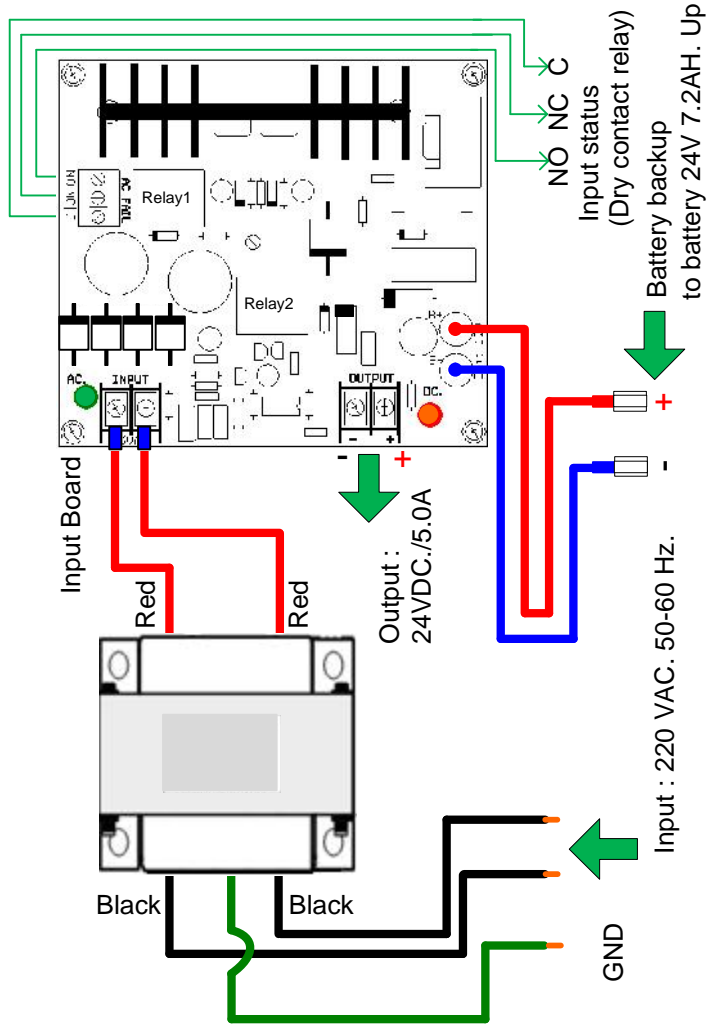 C
NC
NO
Input status
(Dry contact relay)
Battery backup
to battery 24V 7.2AH. Up
AC FAIL
Relay1
Relay2
AC.
INPUT
OUTPUT
DC.
B+
-
+
-
+
+
-
Input Board
Output :
24VDC./5.0A
Red
Red
Black
Black
Input : 220 VAC. 50-60 Hz.
GND